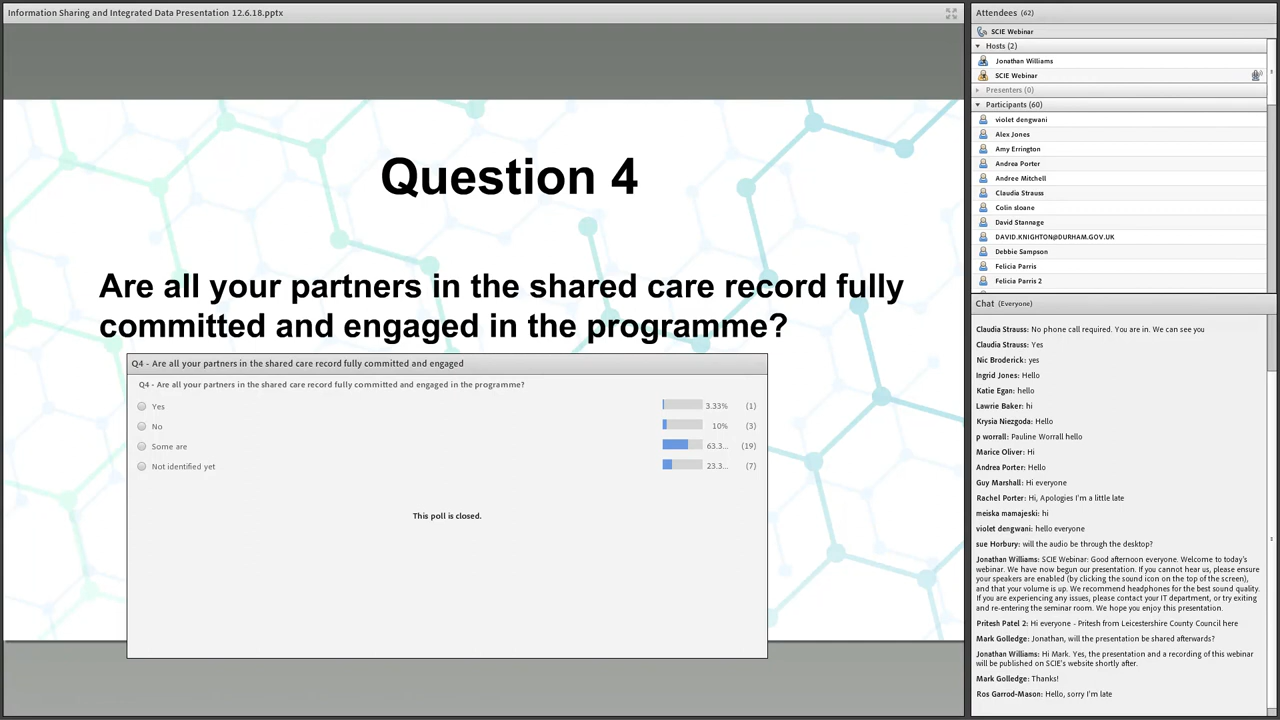 Information Sharing and Integrated Data Presentation 12.6.18.pptx
Question 4
Are all your partners in the shared care record fully
committed and engaged in the programme?
Q4 - Are all your partners in the shared care record fully committed and engaged
Q4 - Are all your partners in the shared care record fully committed and engaged in the programme?
Yes 3.33% (1)
No 10% (3)
Some are 63.3... (19)
Not identified yet 23.3... (7)
This poll is closed.
Attendees (62)
SCIE Webinar
Hosts (2)
Jonathan Williams
SCIE Webinar
Presenters (0)
Participants (60)
violet dengwani
Alex Jones
Amy Errington
Andrea Porter
Andree Mitchell
Claudia Strauss
Colin sloane
David Stannage
DAVID.KNIGHTON@DURHAM.GOV.UK
Debbie Sampson
Felicia Parris
Felicia Parris 2
Chat (Everyone)
Claudia Strauss: No phone call required. You are in. We can see you
Claudia Strauss: Yes
Nic Broderick: yes
Ingrid Jones: Hello
Katie Egan: hello
Lawrie Baker: hi
Krysia Niezgoda: Hello
p worrall: Pauline Worrall hello
Marice Oliver: Hi
Andrea Porter: Hello
Guy Marshall: Hi everyone
Rachel Porter: Hi, Apologies I'm a little late
meiska mamajeski: hi
violet dengwani: hello everyone
sue Horbury: will the audio be through the desktop?
Jonathan Williams: SCIE Webinar: Good afternoon everyone. Welcome to today's
webinar. We have now begun our presentation. If you cannot hear us, please ensure
your speakers are enabled (by clicking the sound icon on the top of the screen),
and that your volume is up. We recommend headphones for the best sound quality.
If you are experiencing any issues, please contact your IT department, or try exiting
and re-entering the seminar room. We hope you enjoy this presentation.
Pritesh Patel 2: Hi everyone - Pritesh from Leicestershire County Council here
Mark Golledge: Jonathan, will the presentation be shared afterwards?
Jonathan Williams: Hi Mark. Yes, the presentation and a recording of this webinar
will be published on SCIE's website shortly after.
Mark Golledge: Thanks!
Ros Garrod-Mason: Hello, sorry I'm late